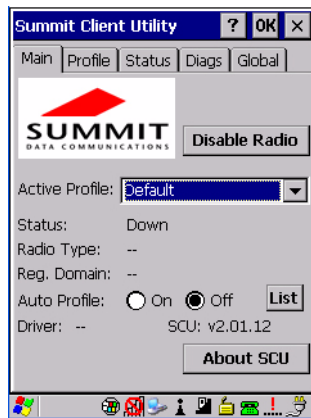 Summit Client Utility ? OK ×
Main Profile Status Diags Global
SUMMIT
DATA COMMUNICATIONS
Disable Radio
Active Profile: Default
Status: Down
Radio Type: --
Reg. Domain: --
Auto Profile: On Off List
Driver: -- SCU: v2.01.12
About SCU